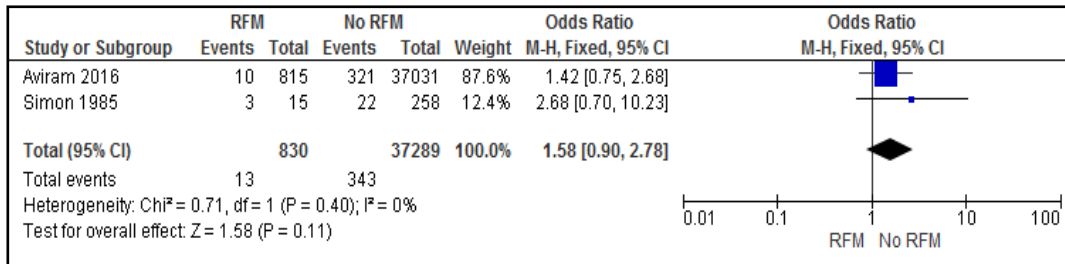 RFM No RFM Odds Ratio Odds Ratio
Study or Subgroup Events Total Events Total Weight M-H, Fixed, 95% CI M-H, Fixed, 95% CI
Aviram 2016 10 815 321 37031 87.6% 1.42 [0.75, 2.68]
Simon 1985 3 15 22 258 12.4% 2.68 [0.70, 10.23]
Total (95% CI) 830 37289 100.0% 1.58 [0.90, 2.78]
Total events 13 343
Heterogeneity: Chi² = 0.71, df = 1 (P = 0.40); I² = 0%
Test for overall effect: Z = 1.58 (P = 0.11)
0.01 0.1 1 10 100
RFM No RFM